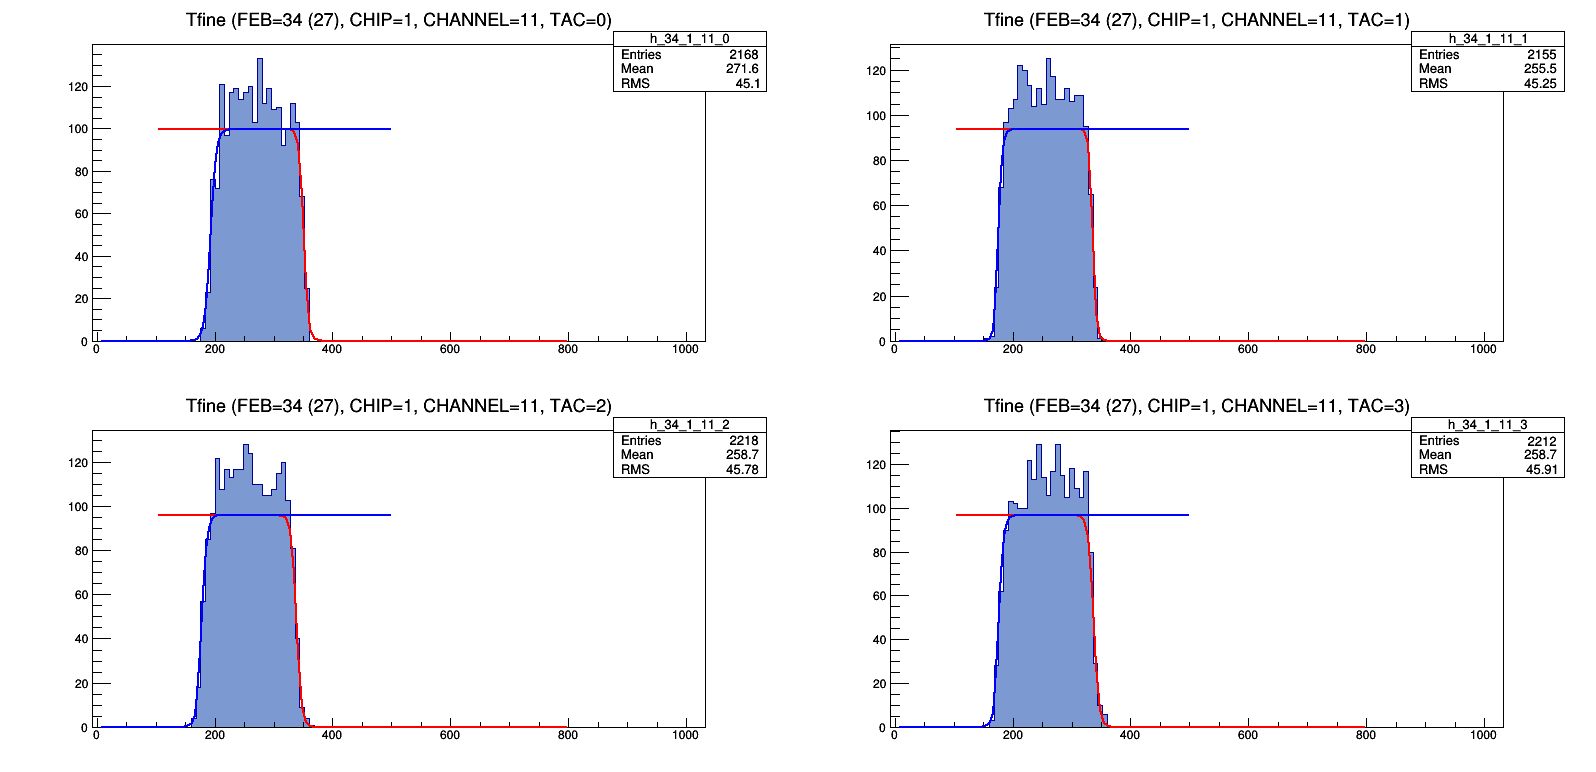 Tfine (FEB=34 (27), CHIP=1, CHANNEL=11, TAC=0)
h_34_1_11_0
Entries 2168
Mean 271.6
RMS 45.1
120
100
80
60
40
20
0
0 200 400 600 800 1000
Tfine (FEB=34 (27), CHIP=1, CHANNEL=11, TAC=1)
h_34_1_11_1
Entries 2155
Mean 255.5
RMS 45.25
120
100
80
60
40
20
0
0 200 400 600 800 1000
Tfine (FEB=34 (27), CHIP=1, CHANNEL=11, TAC=2)
h_34_1_11_2
Entries 2218
Mean 258.7
RMS 45.78
120
100
80
60
40
20
0
0 200 400 600 800 1000
Tfine (FEB=34 (27), CHIP=1, CHANNEL=11, TAC=3)
h_34_1_11_3
Entries 2212
Mean 258.7
RMS 45.91
120
100
80
60
40
20
0
0 200 400 600 800 1000